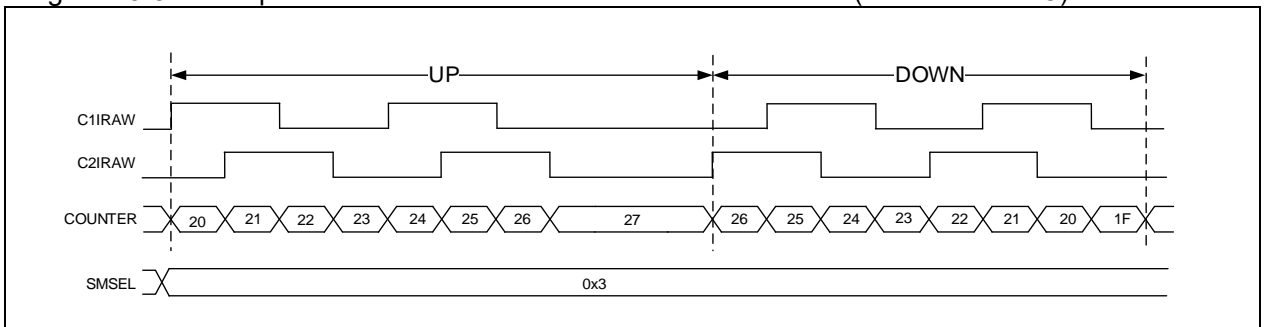 UP DOWN
C1IRAW
C2IRAW
COUNTER 20 21 22 23 24 25 26 27 26 25 24 23 22 21 20 1F
SMSEL 0x3